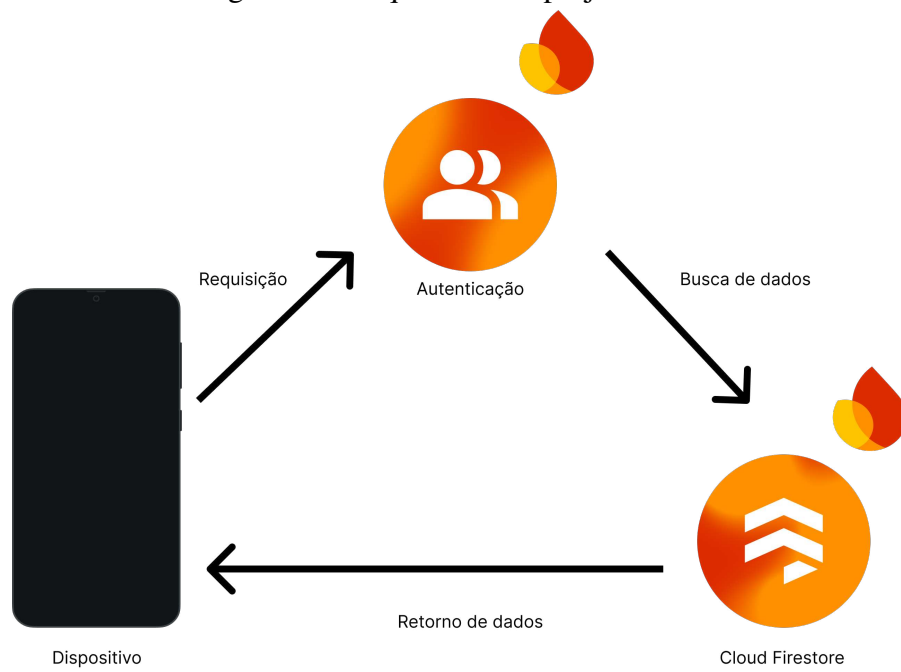 Requisição
Autenticação
Busca de dados
Retorno de dados
Dispositivo
Cloud Firestore